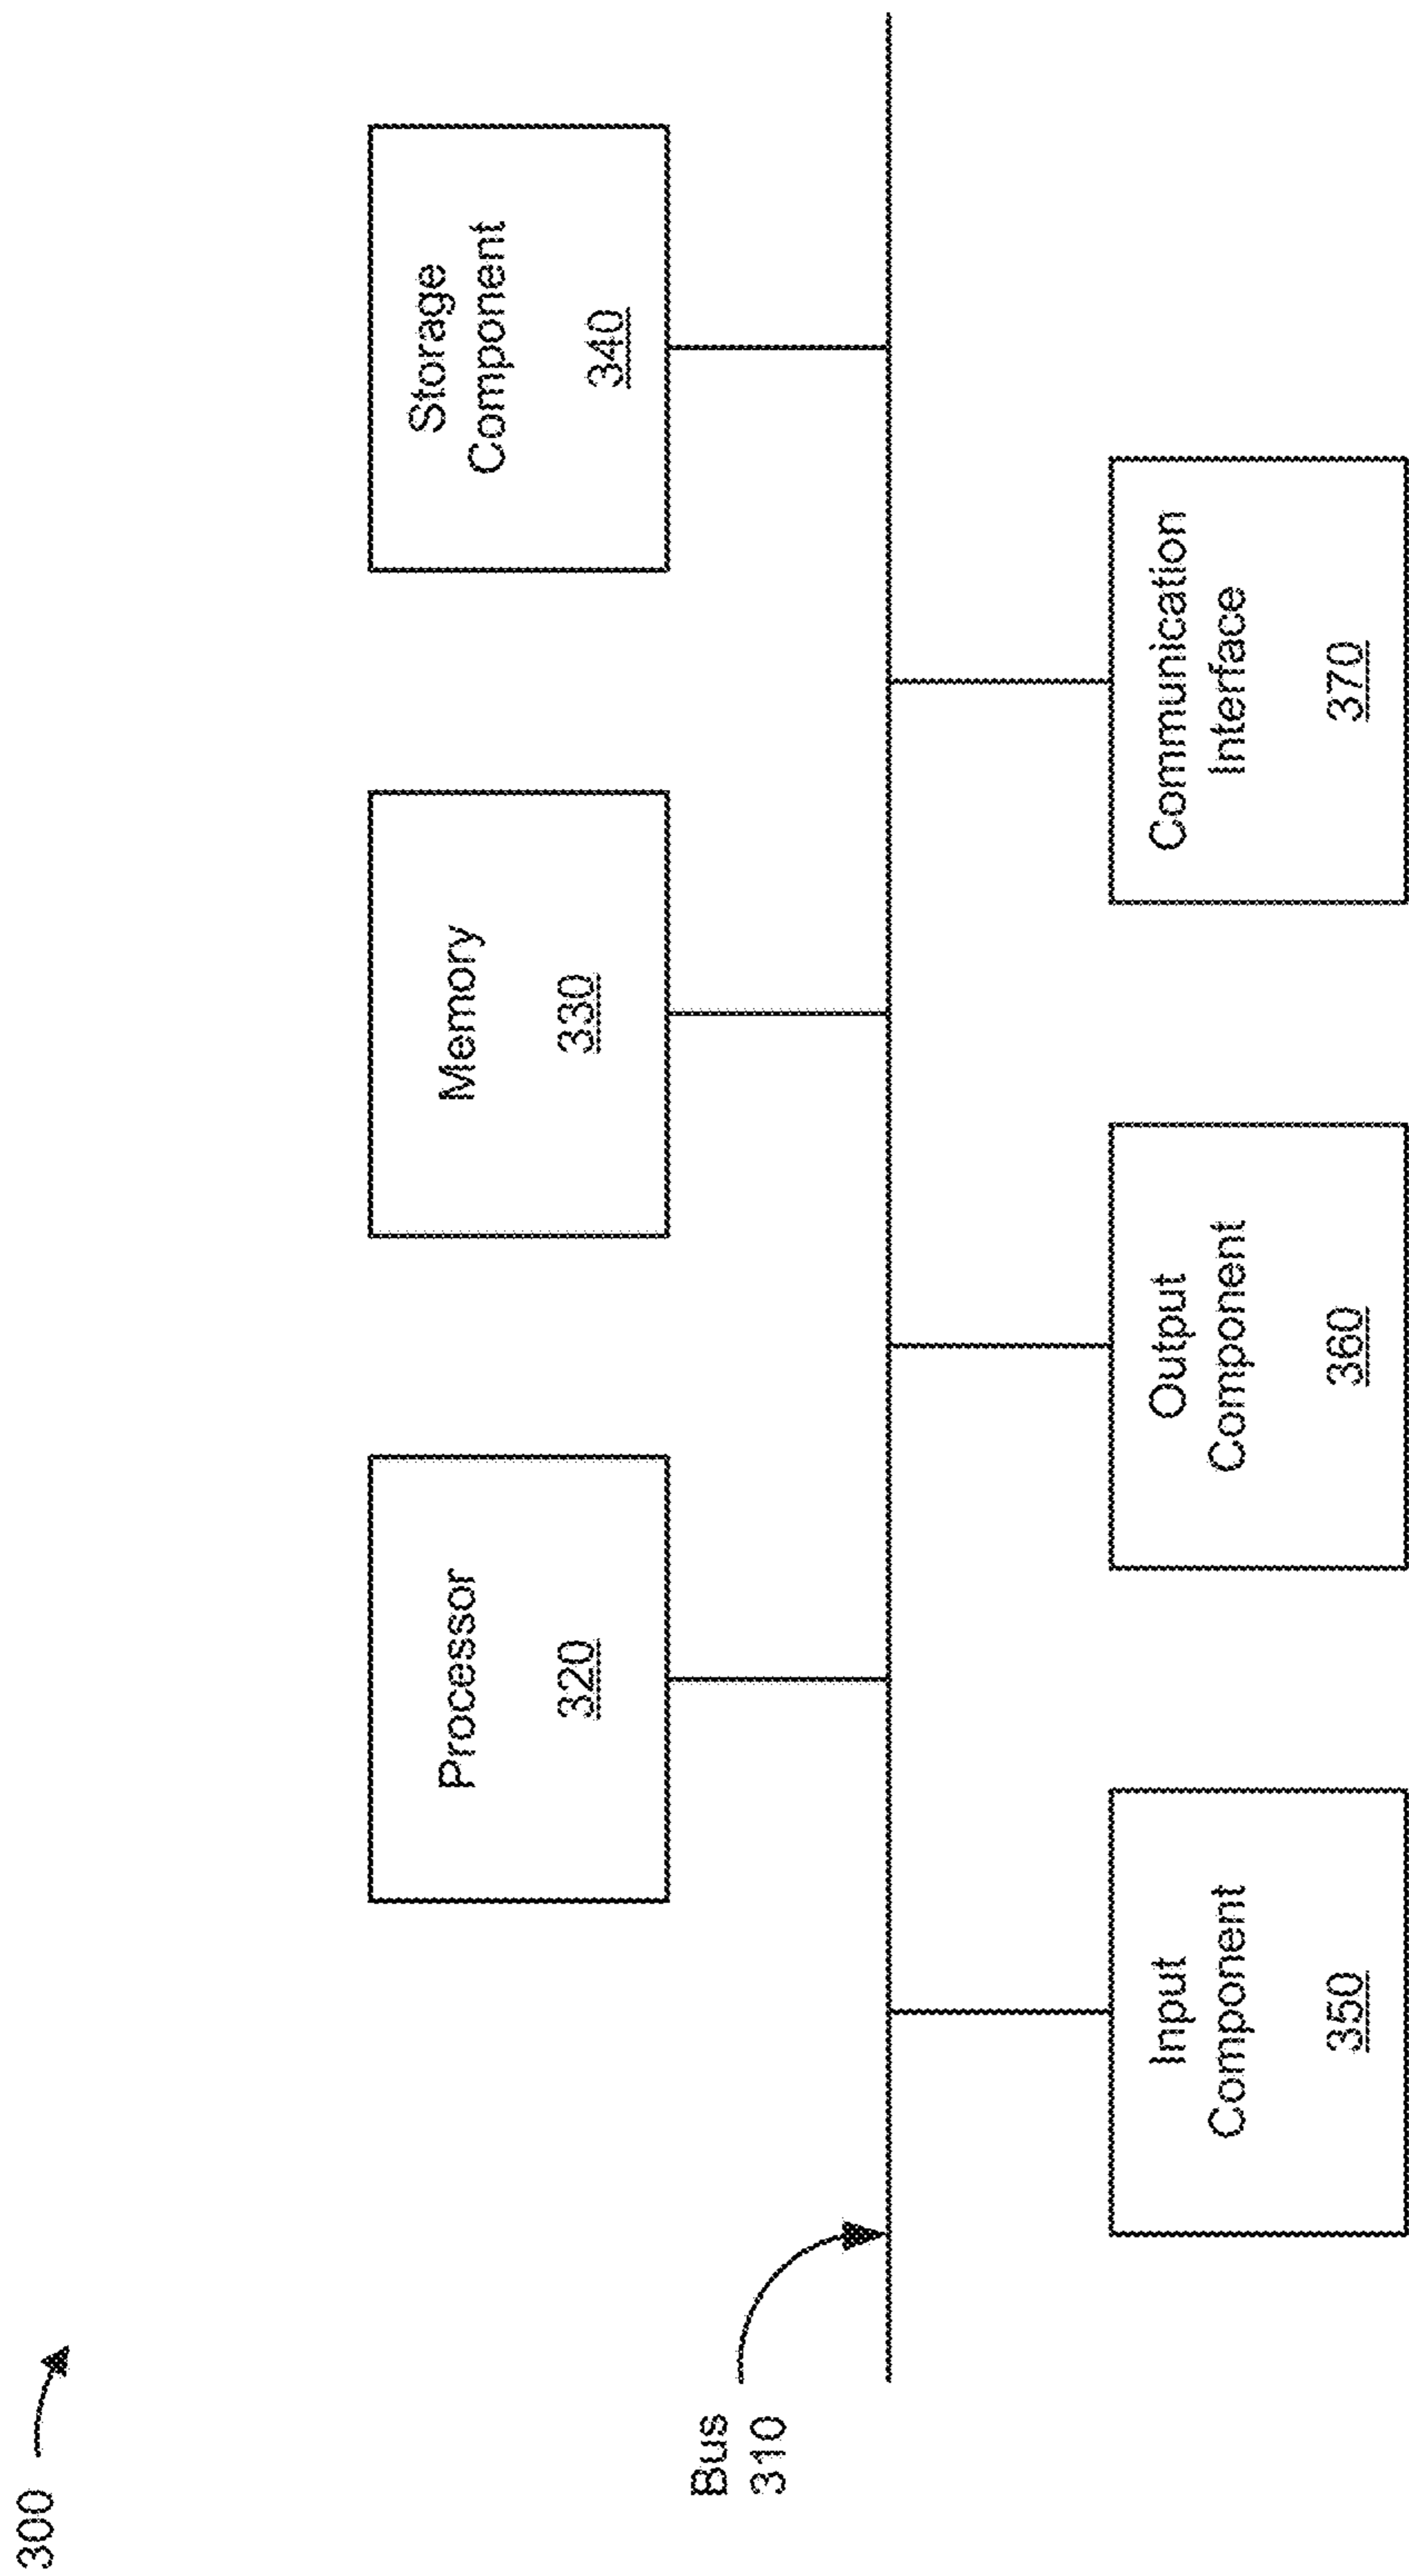 300
Bus
310
Processor
320
Memory
330
Storage
Component
340
Input
Component
350
Output
Component
360
Communication
Interface
370